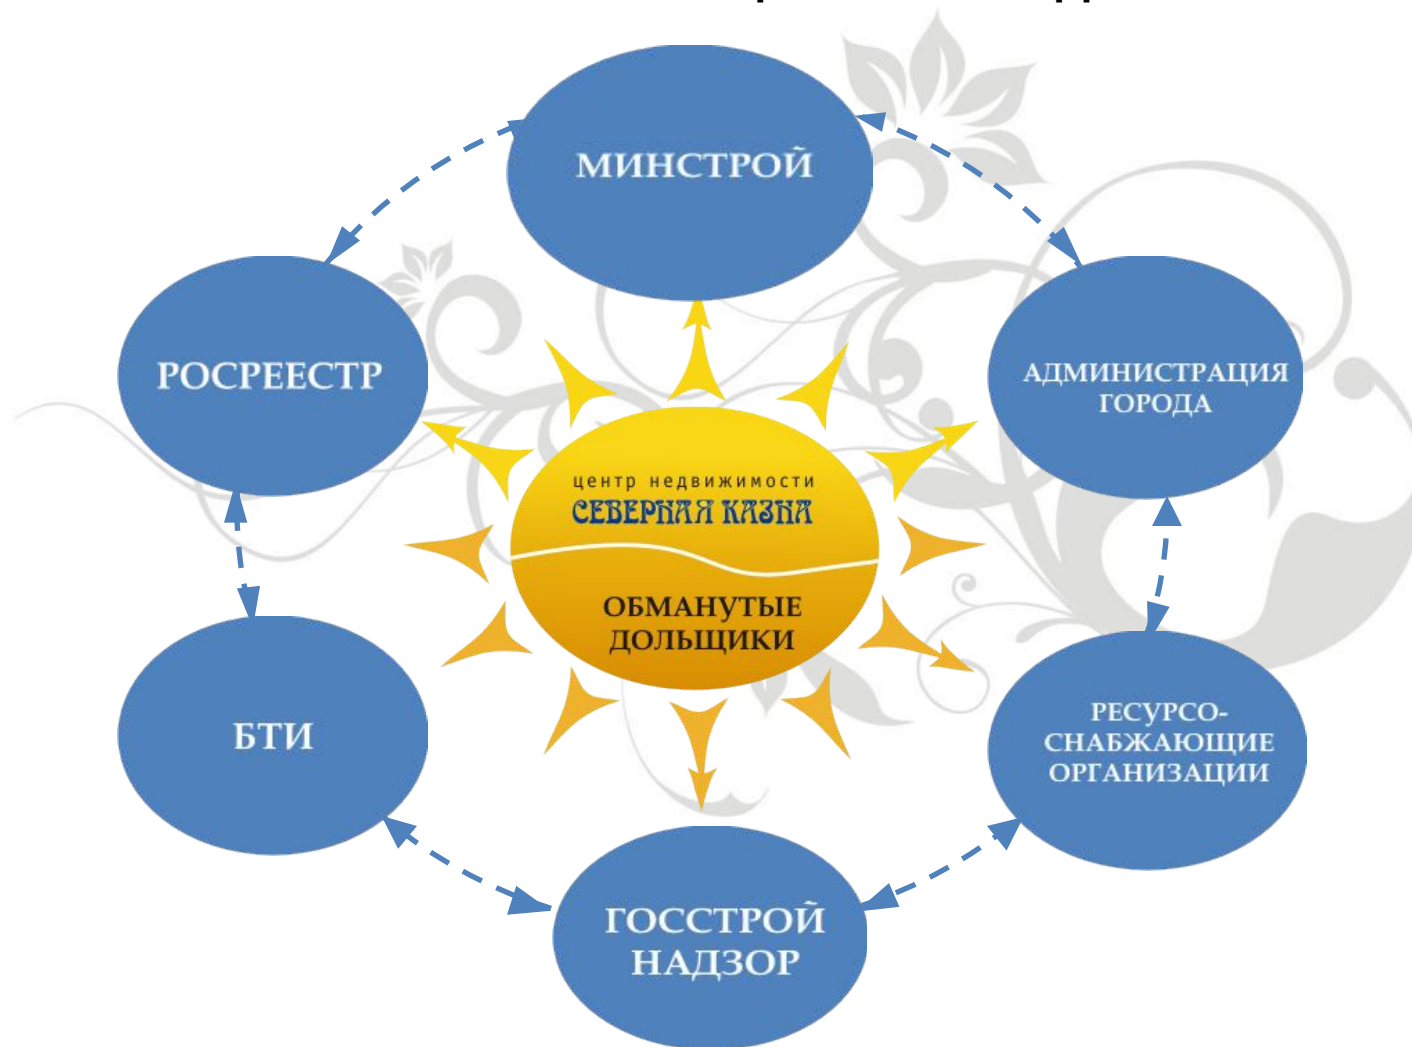 МИНСТРОЙ
РОСРЕЕСТР
АДМИНИСТРАЦИЯ
ГОРОДА
центр недвижимости
СЕВЕРНАЯ КАЗНА
ОБМАНУТЫЕ
ДОЛЬЩИКИ
БТИ
РЕСУРСО-
СНАБЖАЮЩИЕ
ОРГАНИЗАЦИИ
ГОССТРОЙ
НАДЗОР